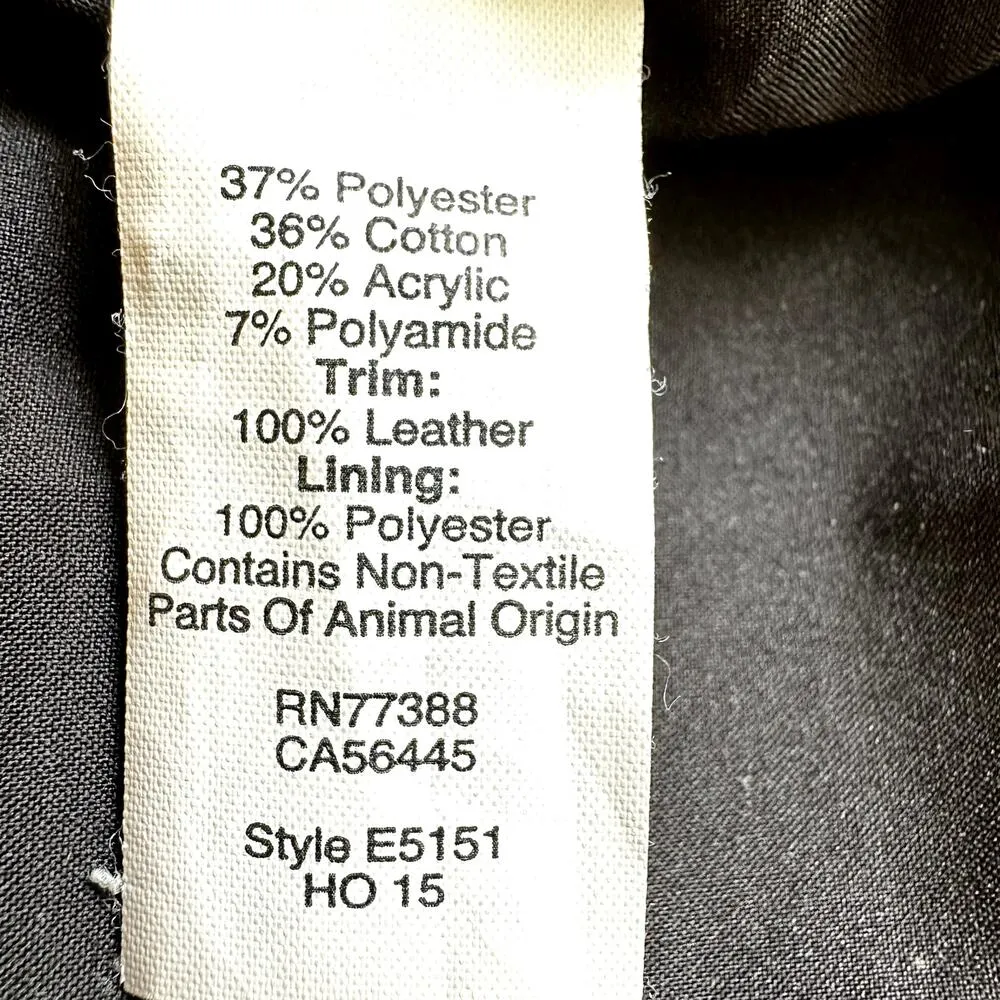 37% Polyester
36% Cotton
20% Acrylic
7% Polyamide
Trim:
100% Leather
Lining:
100% Polyester
Contains Non-Textile
Parts Of Animal Origin
RN77388
CA56445
Style E5151
HO 15